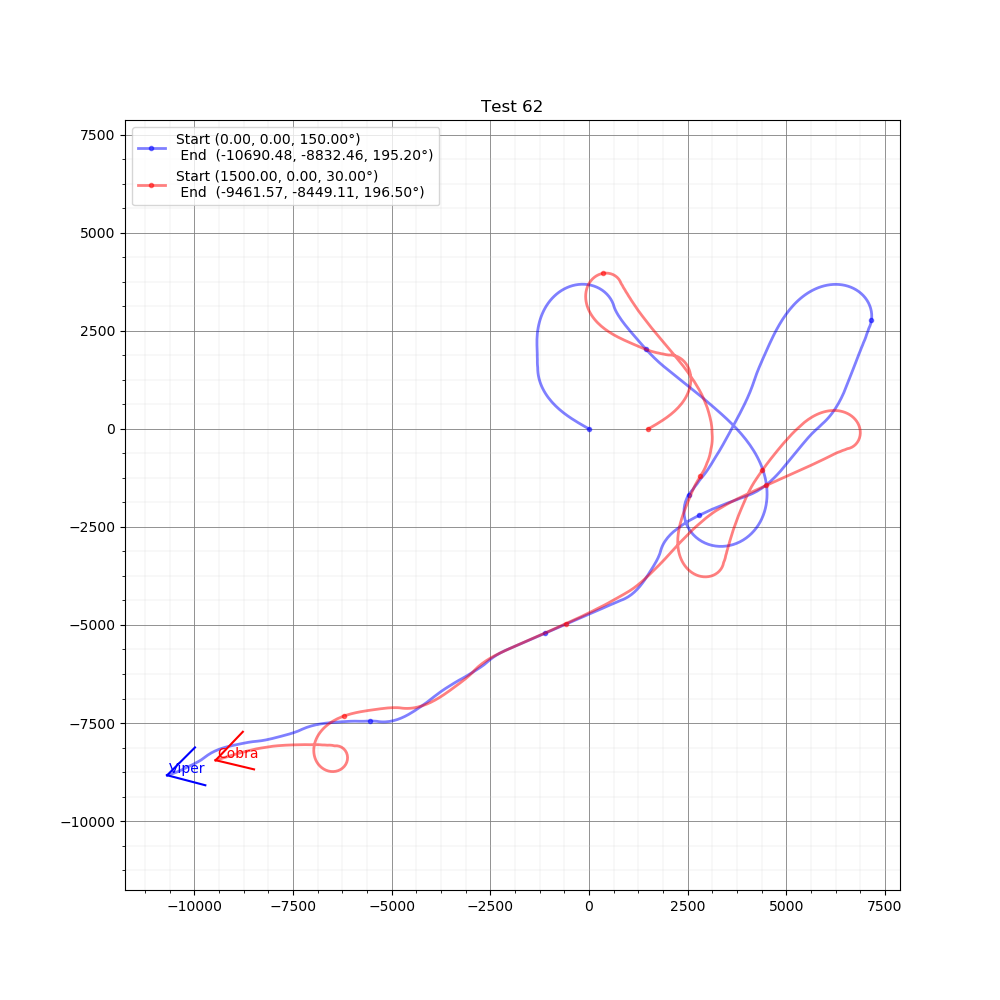 Test 62
Start (0.00, 0.00, 150.00°)
End (-10690.48, -8832.46, 195.20°)
Start (1500.00, 0.00, 30.00°)
End (-9461.57, -8449.11, 196.50°)
7500
5000
2500
0
−2500
−5000
−7500
−10000
Cobra
Viper
−10000 −7500 −5000 −2500 0 2500 5000 7500